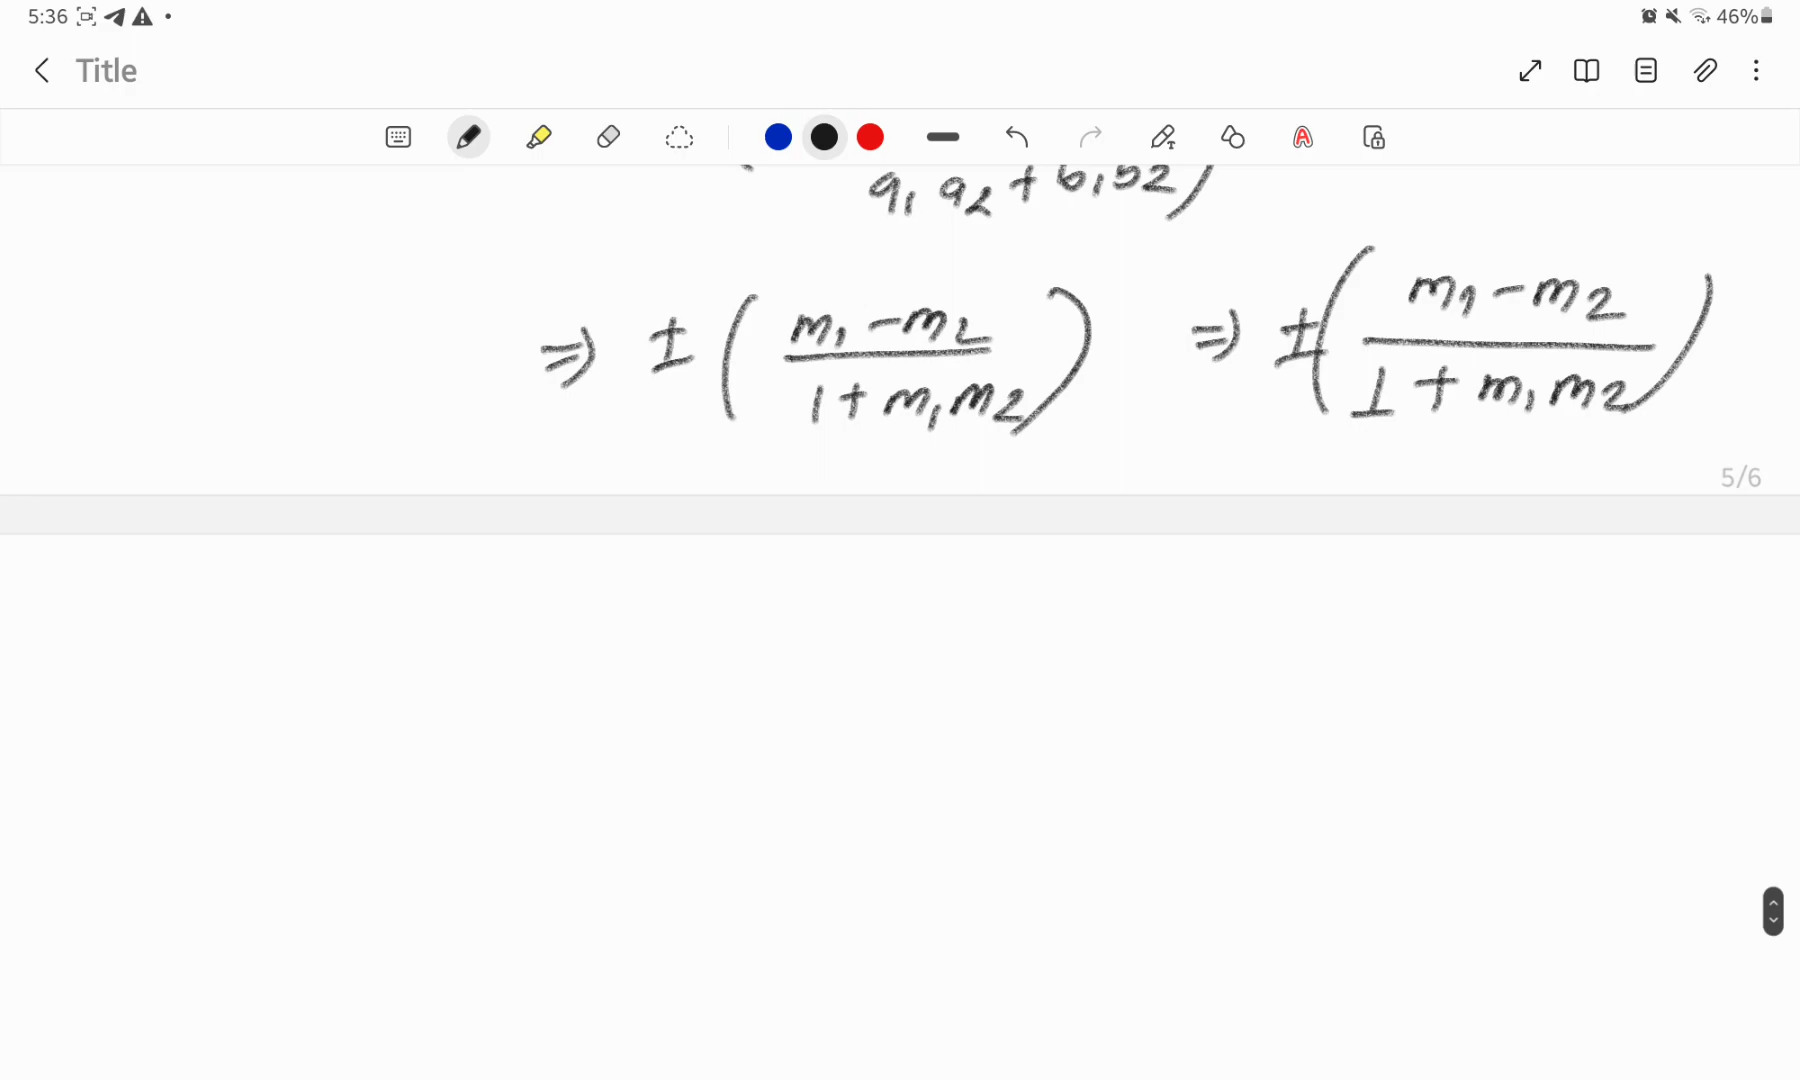 5:36 46%
Title
a₁ a₂ + b₁b2)
=) ± ( m₁ - m₂ / 1 + m₁m₂ ) =) ± ( m₁ - m₂ / 1 + m₁m₂ )
5/6